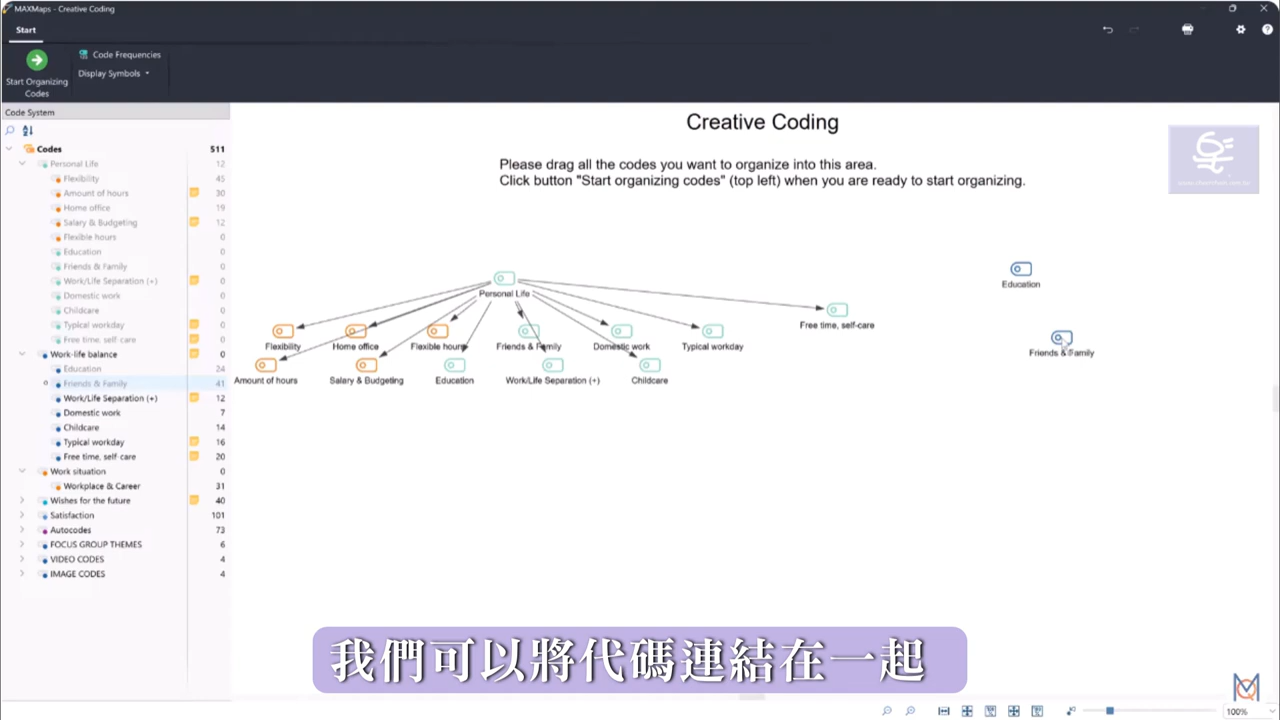 MAXMaps - Creative Coding
Start
Start Organizing Codes
Code Frequencies
Display Symbols
Code System
Codes 511
Personal Life 12
Flexibility 45
Amount of hours 30
Home office 19
Salary & Budgeting 12
Flexible hours 0
Education 0
Friends & Family 0
Work/Life Separation (+) 0
Domestic work 0
Childcare 0
Typical workday 0
Free time, self-care 0
Work-life balance 0
Education 24
Friends & Family 41
Work/Life Separation (+) 12
Domestic work 7
Childcare 14
Typical workday 16
Free time, self-care 20
Work situation 0
Workplace & Career 31
Wishes for the future 40
Satisfaction 101
Autocodes 73
FOCUS GROUP THEMES 6
VIDEO CODES 4
IMAGE CODES 4
Creative Coding
Please drag all the codes you want to organize into this area.
Click button "Start organizing codes" (top left) when you are ready to start organizing.
Education
Personal Life
Free time, self-care
Flexibility
Home office
Flexible hours
Friends & Family
Domestic work
Typical workday
Friends & Family
Amount of hours
Salary & Budgeting
Education
Work/Life Separation (+)
Childcare
我們可以將代碼連結在一起
100%